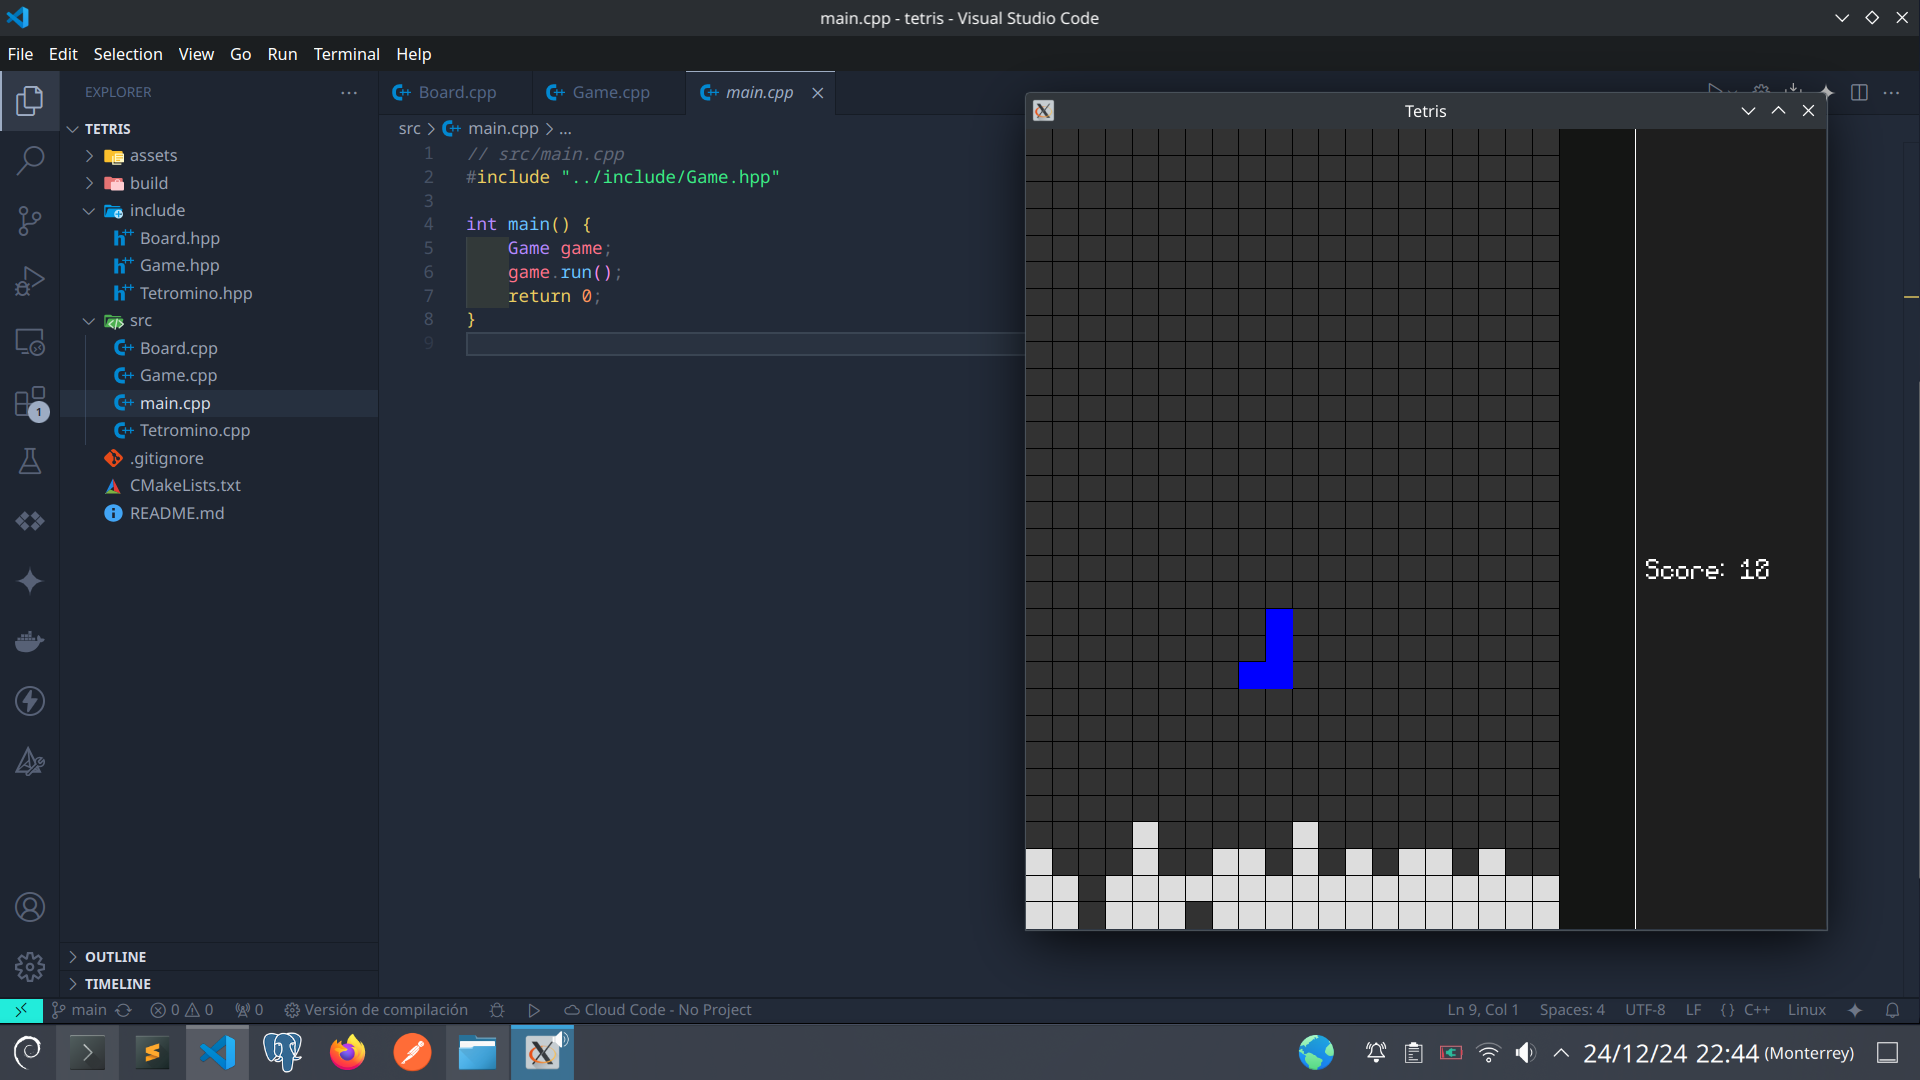 main.cpp - tetris - Visual Studio Code
File Edit Selection View Go Run Terminal Help
EXPLORER
TETRIS
assets
build
include
Board.hpp
Game.hpp
Tetromino.hpp
src
Board.cpp
Game.cpp
main.cpp
Tetromino.cpp
.gitignore
CMakeLists.txt
README.md
OUTLINE
TIMELINE
1
Board.cpp Game.cpp main.cpp
src > main.cpp > ...
1 // src/main.cpp
2 #include "../include/Game.hpp"
3
4 int main() {
5 Game game;
6 game.run();
7 return 0;
8 }
9
Tetris
Score: 10
main 0 0 0 Versión de compilación Cloud Code - No Project Ln 9, Col 1 Spaces: 4 UTF-8 LF {} C++ Linux
24/12/24 22:44 (Monterrey)